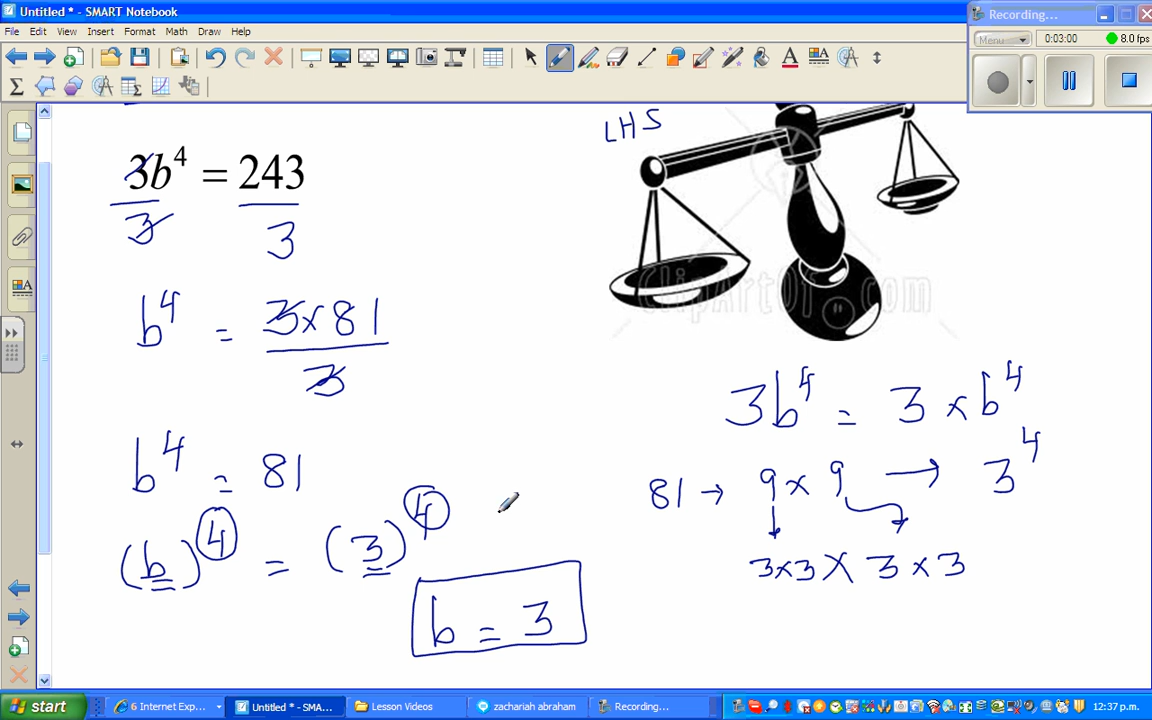 Untitled * - SMART Notebook
Recording...
File Edit View Insert Format Tools Math Draw Help
Menu
0:03:00
8.0 fps
LHS
3b⁴ = 243
3 3
b⁴ = 3 × 81
3
ClipArtOf.com
3b⁴ = 3 × b⁴
b⁴ = 81
81 → 9 × 9 → 3⁴
(b)⁴ = (3)⁴
3×3 × 3 × 3
b = 3
start
6 Internet Exp...
Untitled * - SMA...
Lesson Videos
zachariah abraham
Recording...
12:37 p.m.